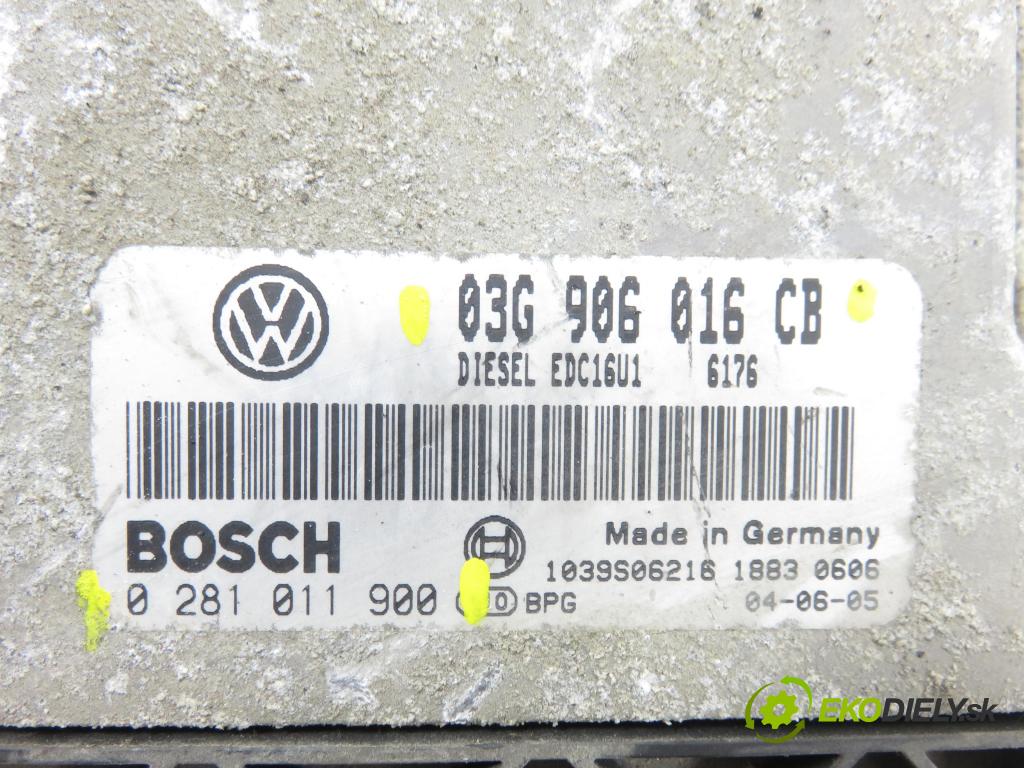 03G 906 016 CB
DIESEL EDC16U1 6176
BOSCH
Made in Germany
1039S06216 1883 0606
0 281 011 900 BPG 04-06-05
EKODIELY.sk